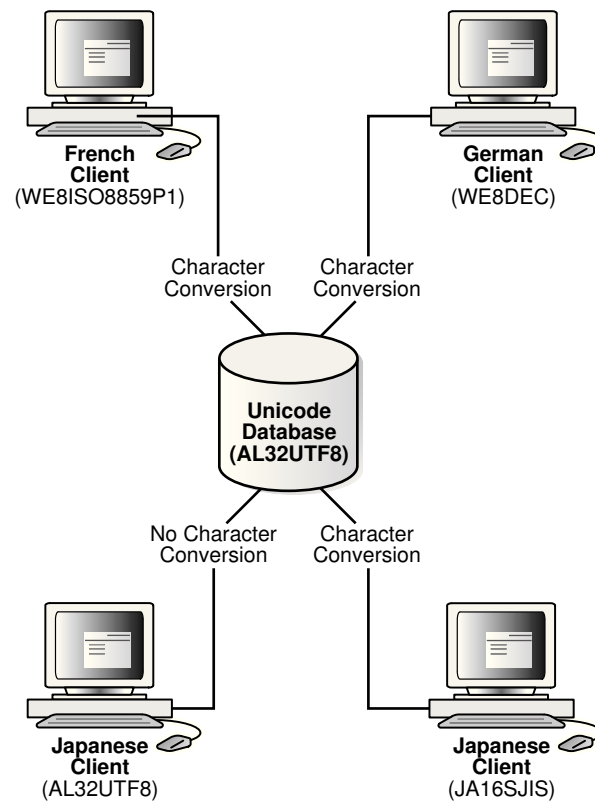 French
Client
(WE8ISO8859P1)
German
Client
(WE8DEC)
Character
Conversion
Character
Conversion
Unicode
Database
(AL32UTF8)
No Character
Conversion
Character
Conversion
Japanese
Client
(AL32UTF8)
Japanese
Client
(JA16SJIS)